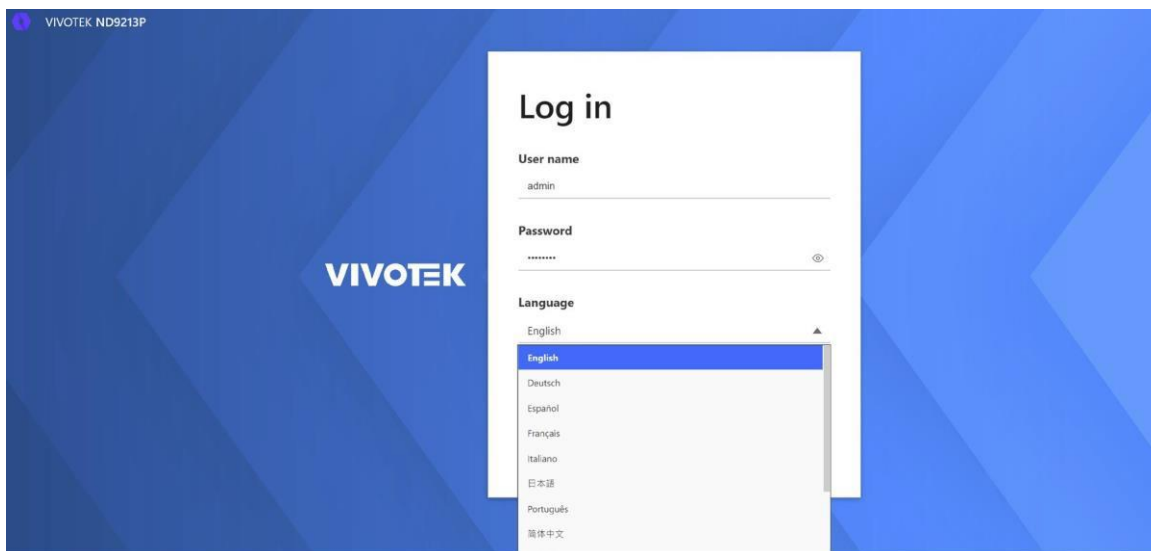 VIVOTEK ND9213P
Log in
User name
admin
Password
••••••••
VIVOTEK
Language
English
English
Deutsch
Español
Français
Italiano
日本語
Português
简体中文